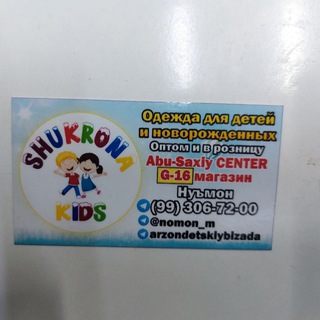 SHUKRONA
KIDS
Одежда для детей
и новорожденных
Оптом и в розницу
Abu-Saxiy CENTER
G-16 магазин
Нуъмон
(99) 306-72-00
@nomon_m
arzondetskiybizada